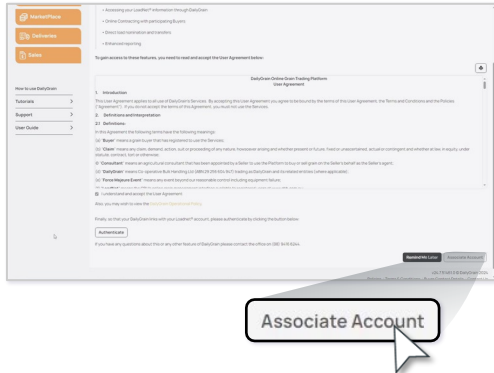 MarketPlace
Deliveries
Sales
How to use DailyGrain
Tutorials
Support
User Guide
• Accessing your LoadNet® information through DailyGrain
• Online Contracting with participating Buyers
• Direct load nomination and transfers
• Enhanced reporting
To gain access to these features, you need to read and accept the User Agreement below:
DailyGrain Online Grain Trading Platform
User Agreement
1 Introduction
This User Agreement applies to all use of DailyGrain's Services. By accepting this User Agreement you agree to be bound by the terms of this User Agreement, the Terms and Conditions and the Policies
("Agreement"). If you do not accept the terms of this Agreement, you must not use the Services.
2. Definitions and Interpretation
2.1 Definitions:
In this Agreement the following terms have the following meanings:
"Buyer" means a grain buyer that has registered to use the Services;
"Claim" means any claim, demand, action, suit or proceeding of any nature howsoever arising and whether present or future, fixed or unascertained, actual or contingent and whether at law, in equity, under
statute, contract, tort or otherwise;
"Consultant" means an agricultural consultant that has been appointed by a Seller to use the Platform to buy or sell grain on the Seller's behalf as the Seller's agent;
"Force Majeure Event" means any event beyond our reasonable control including equipment failure;
I understand and accept the User Agreement
Also, you may wish to view the
Finally, so that your DailyGrain links with your LoadNet® account, please authenticate by clicking the button below:
Authenticate
If you have any questions about this or any other feature of DailyGrain please contact the office on
Remind Me Later
Associate Account
Associate Account